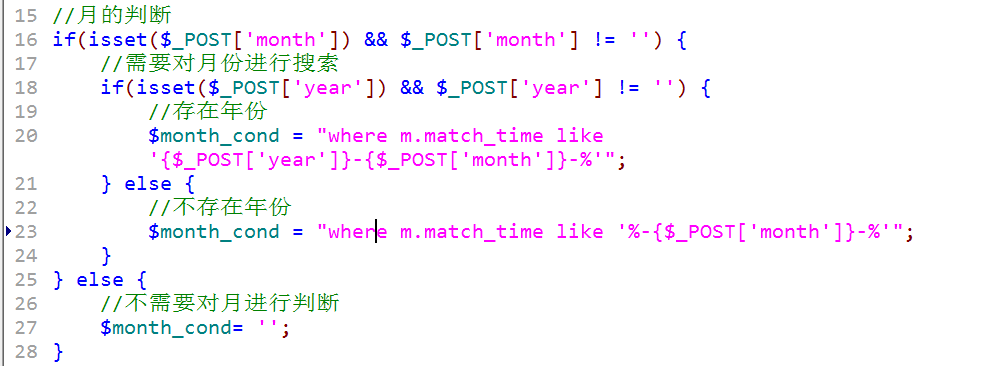 15 //月的判断
16 if(isset($_POST['month']) && $_POST['month'] != '') {
17 //需要对月份进行搜索
18 if(isset($_POST['year']) && $_POST['year'] != '') {
19 //存在年份
20 $month_cond = "where m.match_time like
'{$_POST['year']}-{$_POST['month']}-%'";
21 } else {
22 //不存在年份
23 $month_cond = "where m.match_time like '%-{$_POST['month']}-%'";
24 }
25 } else {
26 //不需要对月进行判断
27 $month_cond= '';
28 }